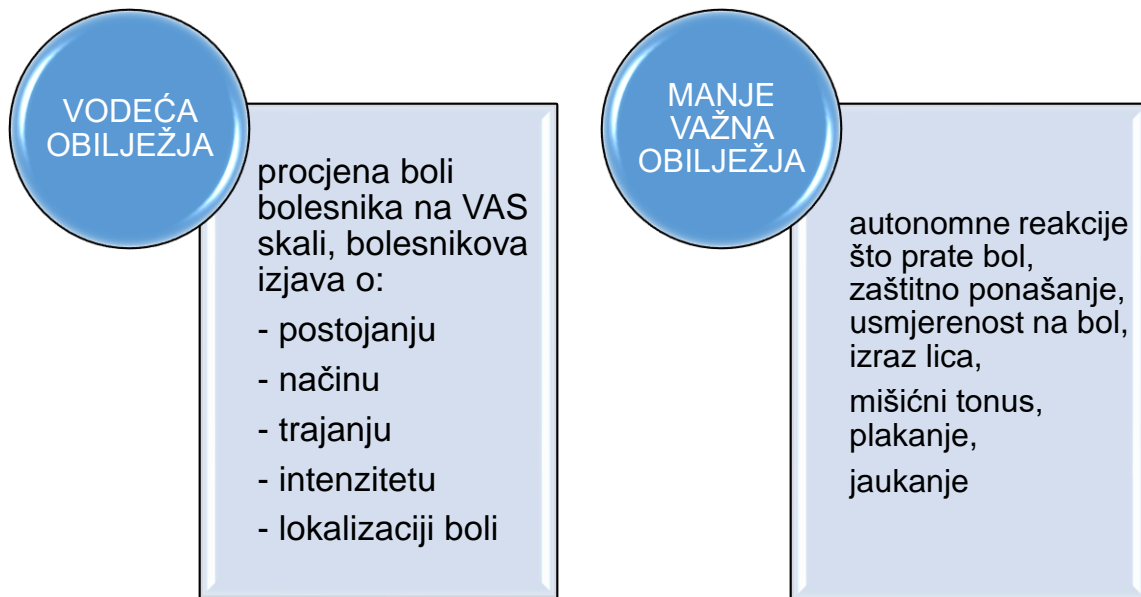 VODEĆA
OBILJEŽJA
procjena boli
bolesnika na VAS
skali, bolesnikova
izjava o:
- postojanju
- načinu
- trajanju
- intenzitetu
- lokalizaciji boli
MANJE
VAŽNA
OBILJEŽJA
autonomne reakcije
što prate bol,
zaštitno ponašanje,
usmjerenost na bol,
izraz lica,
mišićni tonus,
plakanje,
jaukanje